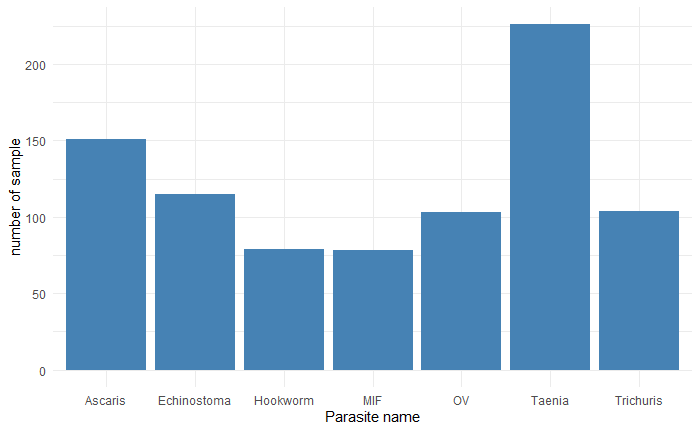 number of sample
200
150
100
50
0
Ascaris Echinostoma Hookworm MIF OV Taenia Trichuris
Parasite name